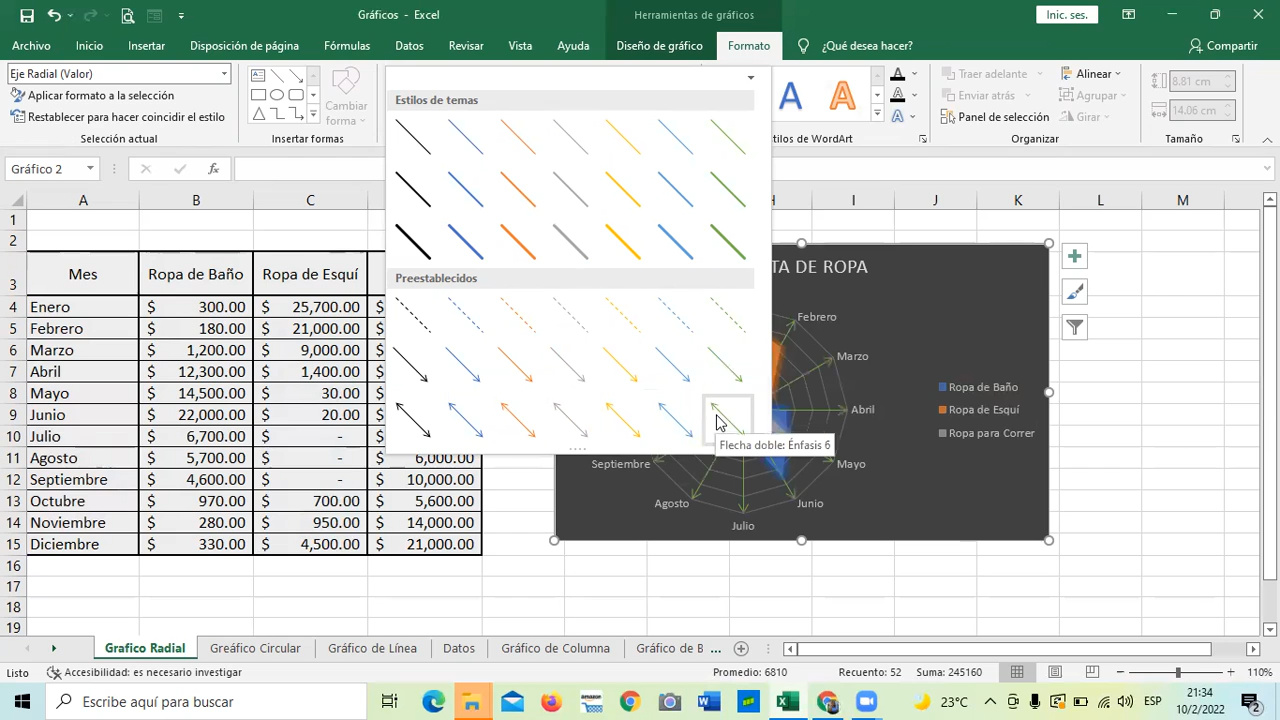 Gráficos - Excel
Herramientas de gráficos
Inic. ses.
Archivo Inicio Insertar Disposición de página Fórmulas Datos Revisar Vista Ayuda Diseño de gráfico Formato ¿Qué desea hacer? Compartir
Eje Radial (Valor)
Aplicar formato a la selección
Restablecer para hacer coincidir el estilo
Selección actual
Cambiar
forma
Insertar formas
Estilos de temas
Preestablecidos
Flecha doble: Énfasis 6
A A
A
A
A
Estilos de WordArt
Traer adelante
Enviar atrás
Panel de selección
Alinear
Agrupar
Girar
Organizar
8.81 cm
14.06 cm
Tamaño
Gráfico 2
fx
A B C H I J K L M
1
2
3 Mes Ropa de Baño Ropa de Esquí
4 Enero $ 300.00 $ 25,700.00 $
5 Febrero $ 180.00 $ 21,000.00 $
6 Marzo $ 1,200.00 $ 9,000.00 $
7 Abril $ 12,300.00 $ 1,400.00 $
8 Mayo $ 14,500.00 $ 30.00 $
9 Junio $ 22,000.00 $ 20.00 $
10 Julio $ 6,700.00 $ - $
11 Agosto $ 5,700.00 $ - 6,000.00
12 Septiembre $ 4,600.00 $ - $ 10,000.00
13 Octubre $ 970.00 $ 700.00 $ 5,600.00
14 Noviembre $ 280.00 $ 950.00 $ 14,000.00
15 Diciembre $ 330.00 $ 4,500.00 $ 21,000.00
16
17
18
19
TA DE ROPA
Febrero
Marzo
Abril
Mayo
Junio
Julio
Agosto
Septiembre
Ropa de Baño
Ropa de Esquí
Ropa para Correr
Grafico Radial Greáfico Circular Gráfico de Línea Datos Gráfico de Columna Gráfico de B ...
Listo Accesibilidad: es necesario investigar Promedio: 6810 Recuento: 52 Suma: 245160 110%
Escribe aquí para buscar
amazon
23°C
ESP
21:34
10/2/2022
2